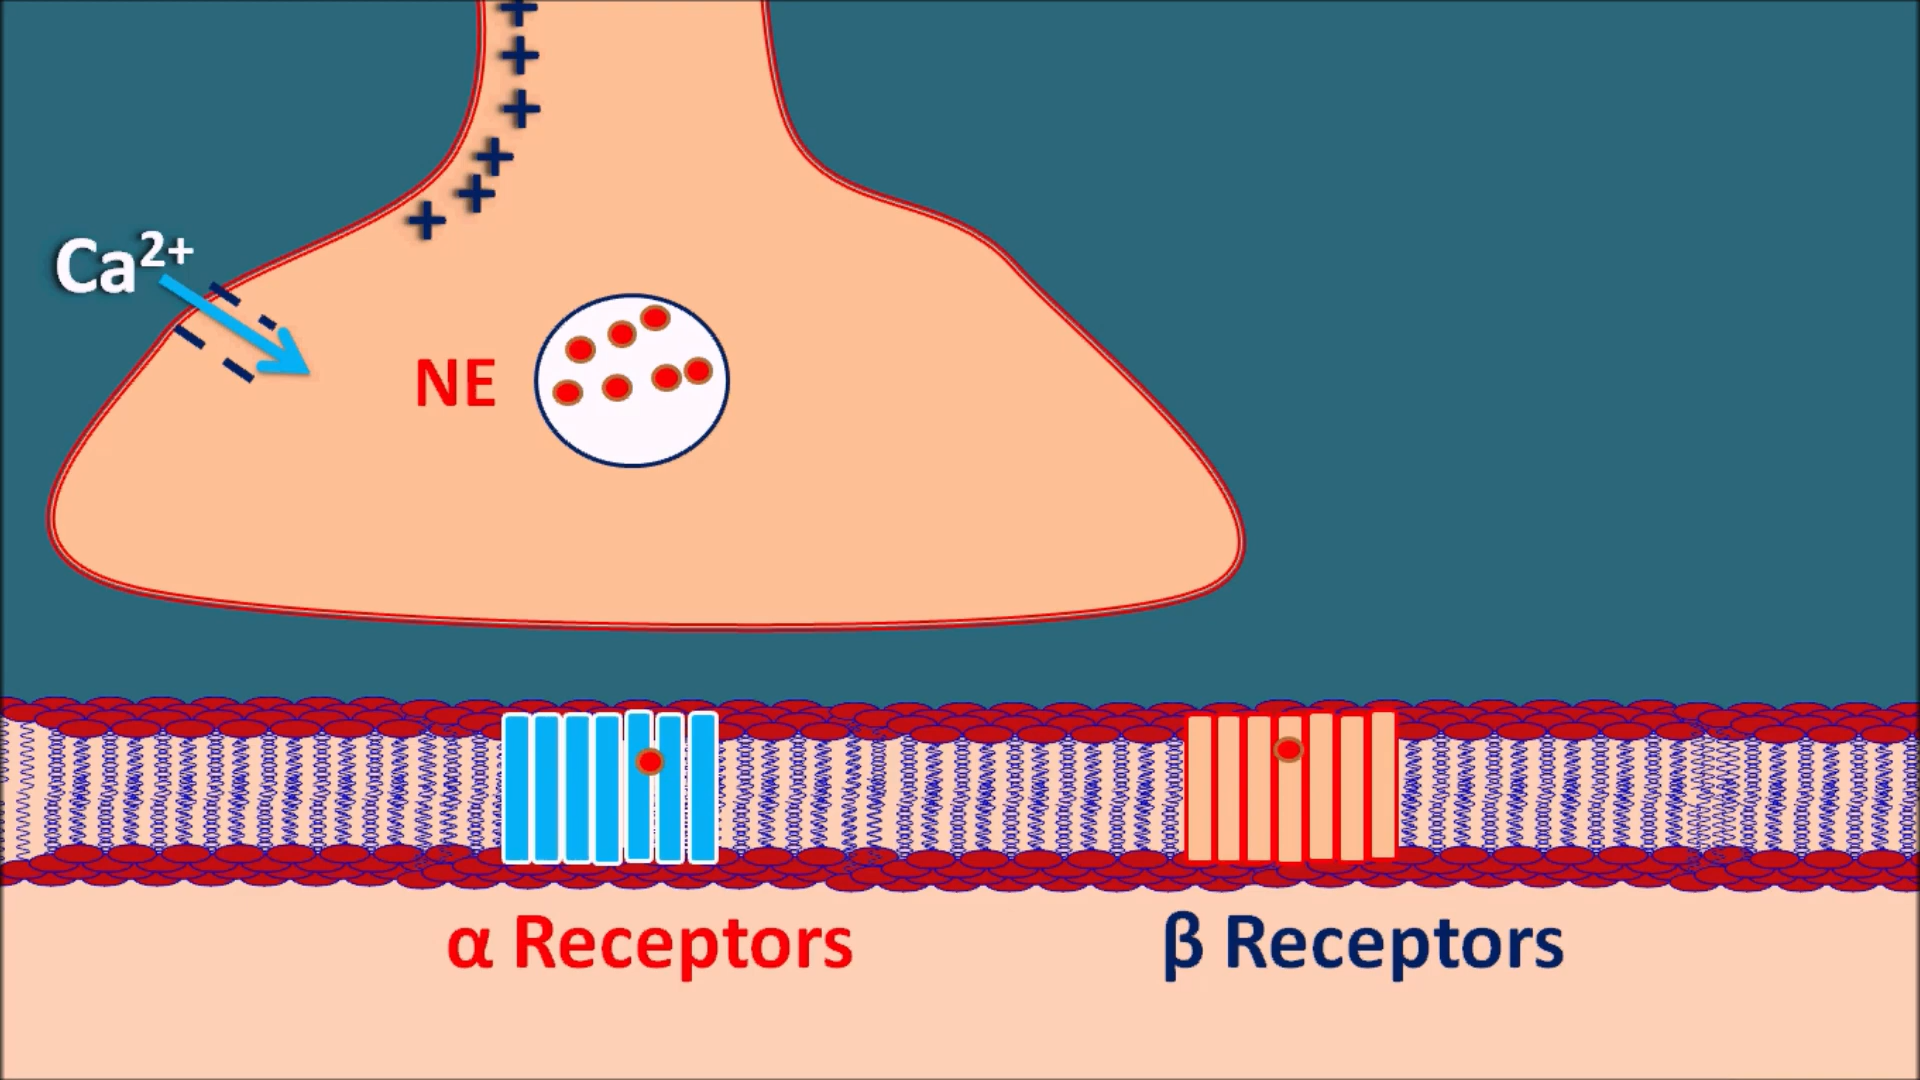 +
+
+
+
+
+
Ca²⁺
NE
α Receptors
β Receptors